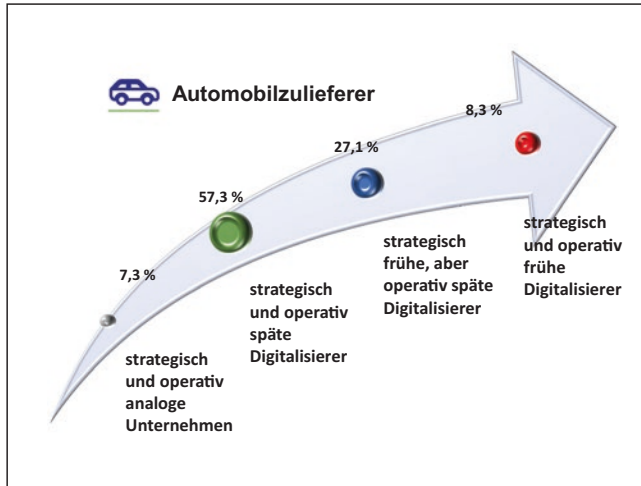 Automobilzulieferer
7,3 %
strategisch
und operativ
analoge
Unternehmen
57,3 %
strategisch
und operativ
späte
Digitalisierer
27,1 %
strategisch
frühe, aber
operativ späte
Digitalisierer
8,3 %
strategisch
und operativ
frühe
Digitalisierer